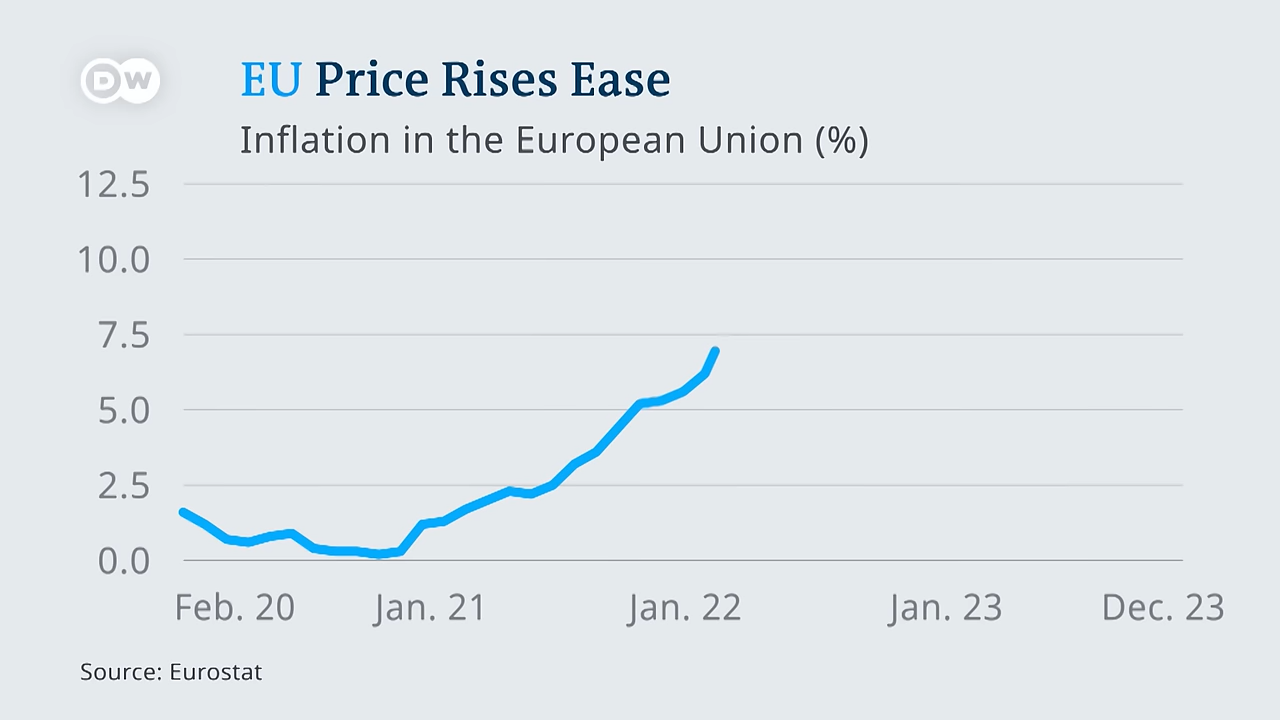 DW
EU Price Rises Ease
Inflation in the European Union (%)
12.5
10.0
7.5
5.0
2.5
0.0
Feb. 20 Jan. 21 Jan. 22 Jan. 23 Dec. 23
Source: Eurostat